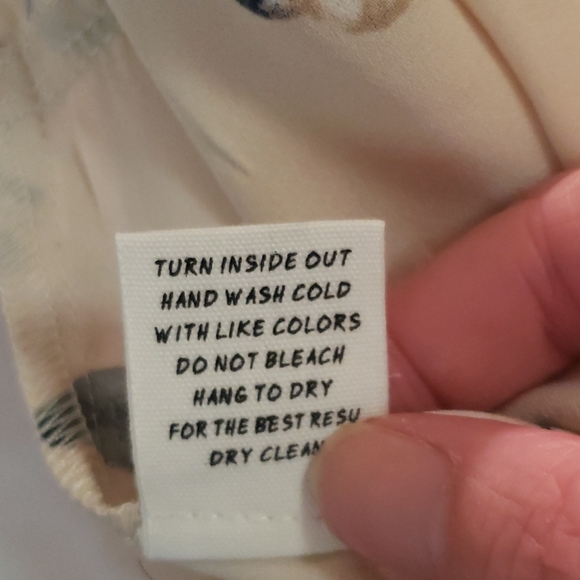 TURN INSIDE OUT
HAND WASH COLD
WITH LIKE COLORS
DO NOT BLEACH
HANG TO DRY
FOR THE BEST RESU
DRY CLEAN